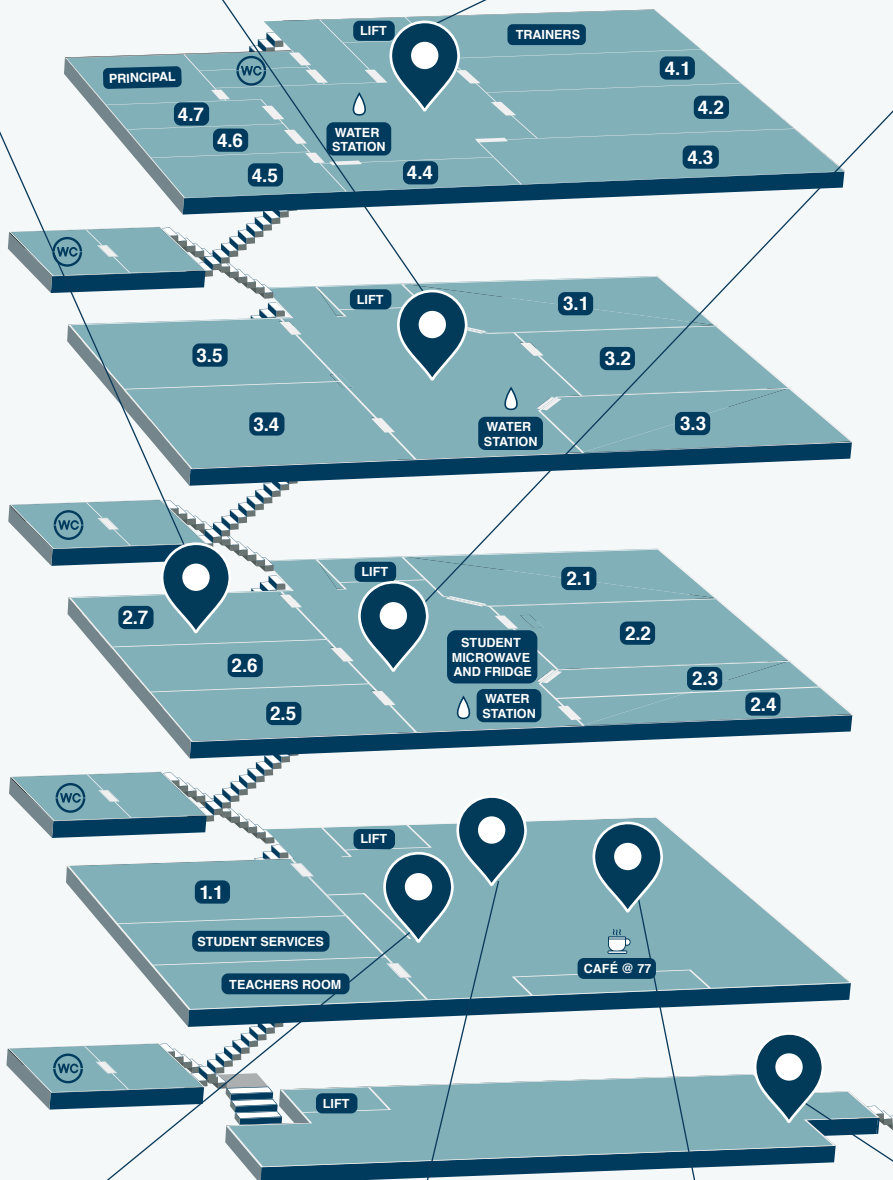 LIFT
TRAINERS
WC
PRINCIPAL
4.1
4.7
4.2
WATER
STATION
4.6
4.3
4.5
4.4
WC
LIFT
3.1
3.5
3.2
3.4
WATER
STATION
3.3
WC
LIFT
2.1
2.7
2.2
STUDENT
MICROWAVE
AND FRIDGE
2.6
2.3
2.5
WATER
STATION
2.4
WC
LIFT
1.1
STUDENT SERVICES
CAFÉ @ 77
TEACHERS ROOM
WC
LIFT